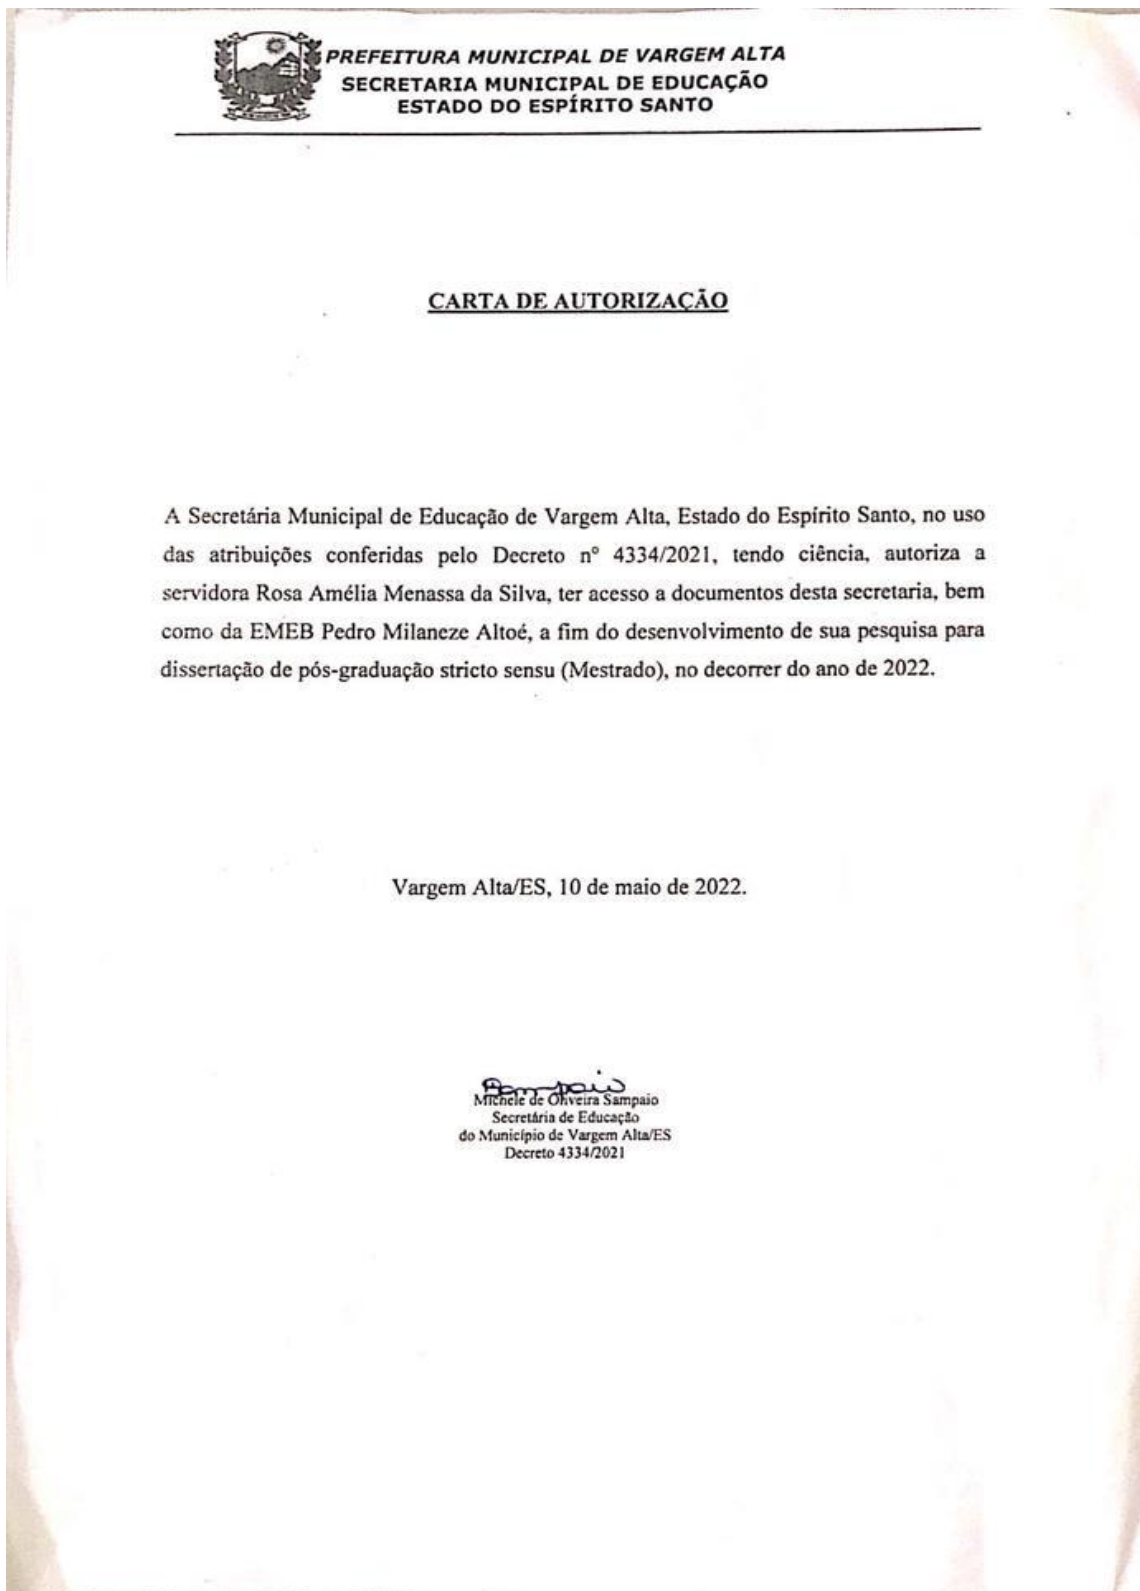 PREFEITURA MUNICIPAL DE VARGEM ALTA
SECRETARIA MUNICIPAL DE EDUCAÇÃO
ESTADO DO ESPÍRITO SANTO
CARTA DE AUTORIZAÇÃO
A Secretária Municipal de Educação de Vargem Alta, Estado do Espírito Santo, no uso
das atribuições conferidas pelo Decreto nº 4334/2021, tendo ciência, autoriza a
servidora Rosa Amélia Menassa da Silva, ter acesso a documentos desta secretaria, bem
como da EMEB Pedro Milaneze Altoé, a fim do desenvolvimento de sua pesquisa para
dissertação de pós-graduação stricto sensu (Mestrado), no decorrer do ano de 2022.
Vargem Alta/ES, 10 de maio de 2022.
Michele de Oliveira Sampaio
Secretária de Educação
do Município de Vargem Alta/ES
Decreto 4334/2021